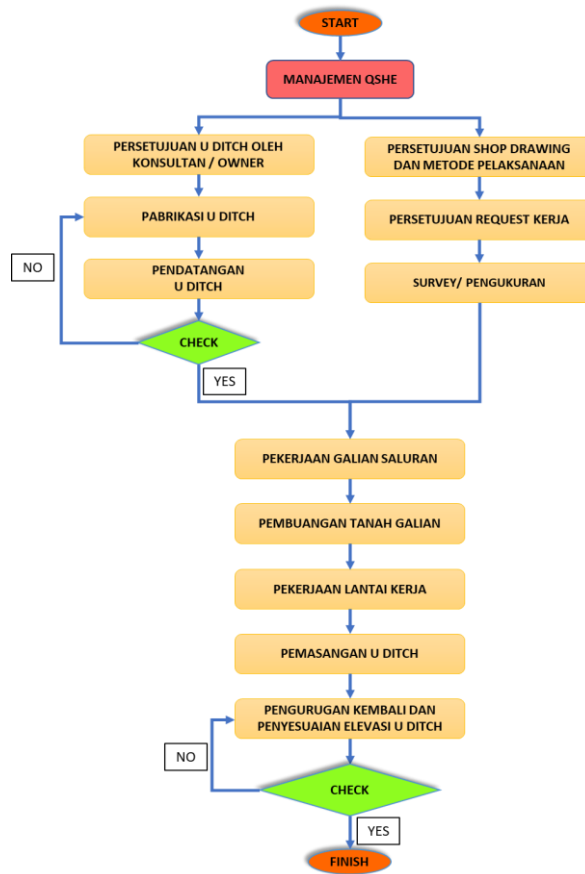 START
MANAJEMEN QSHE
PERSETUJUAN U DITCH OLEH
KONSULTAN / OWNER
PABRIKASI U DITCH
PENDATANGAN
U DITCH
NO
CHECK
YES
PERSETUJUAN SHOP DRAWING
DAN METODE PELAKSANAAN
PERSETUJUAN REQUEST KERJA
SURVEY/ PENGUKURAN
PEKERJAAN GALIAN SALURAN
PEMBUANGAN TANAH GALIAN
PEKERJAAN LANTAI KERJA
PEMASANGAN U DITCH
PENGURUGAN KEMBALI DAN
PENYESUAIAN ELEVASI U DITCH
NO
CHECK
YES
FINISH